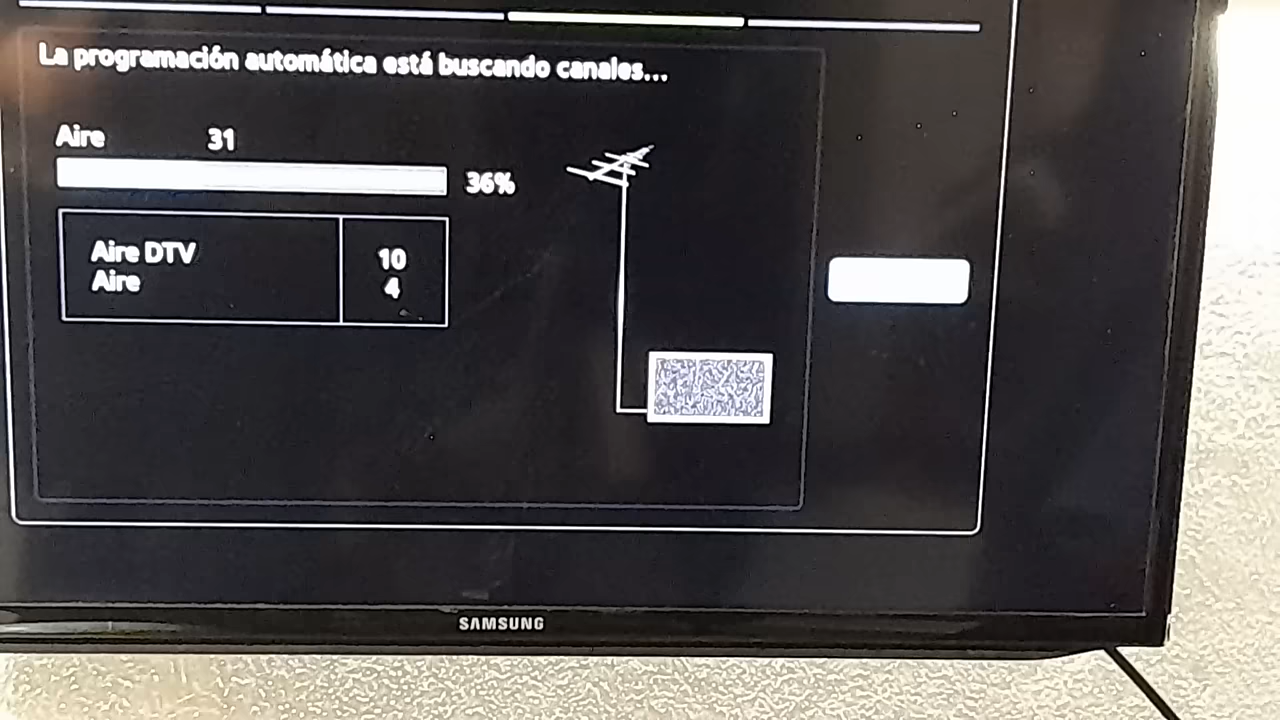 La programación automática está buscando canales...
Aire 31
36%
Aire DTV 10
Aire 4
SAMSUNG